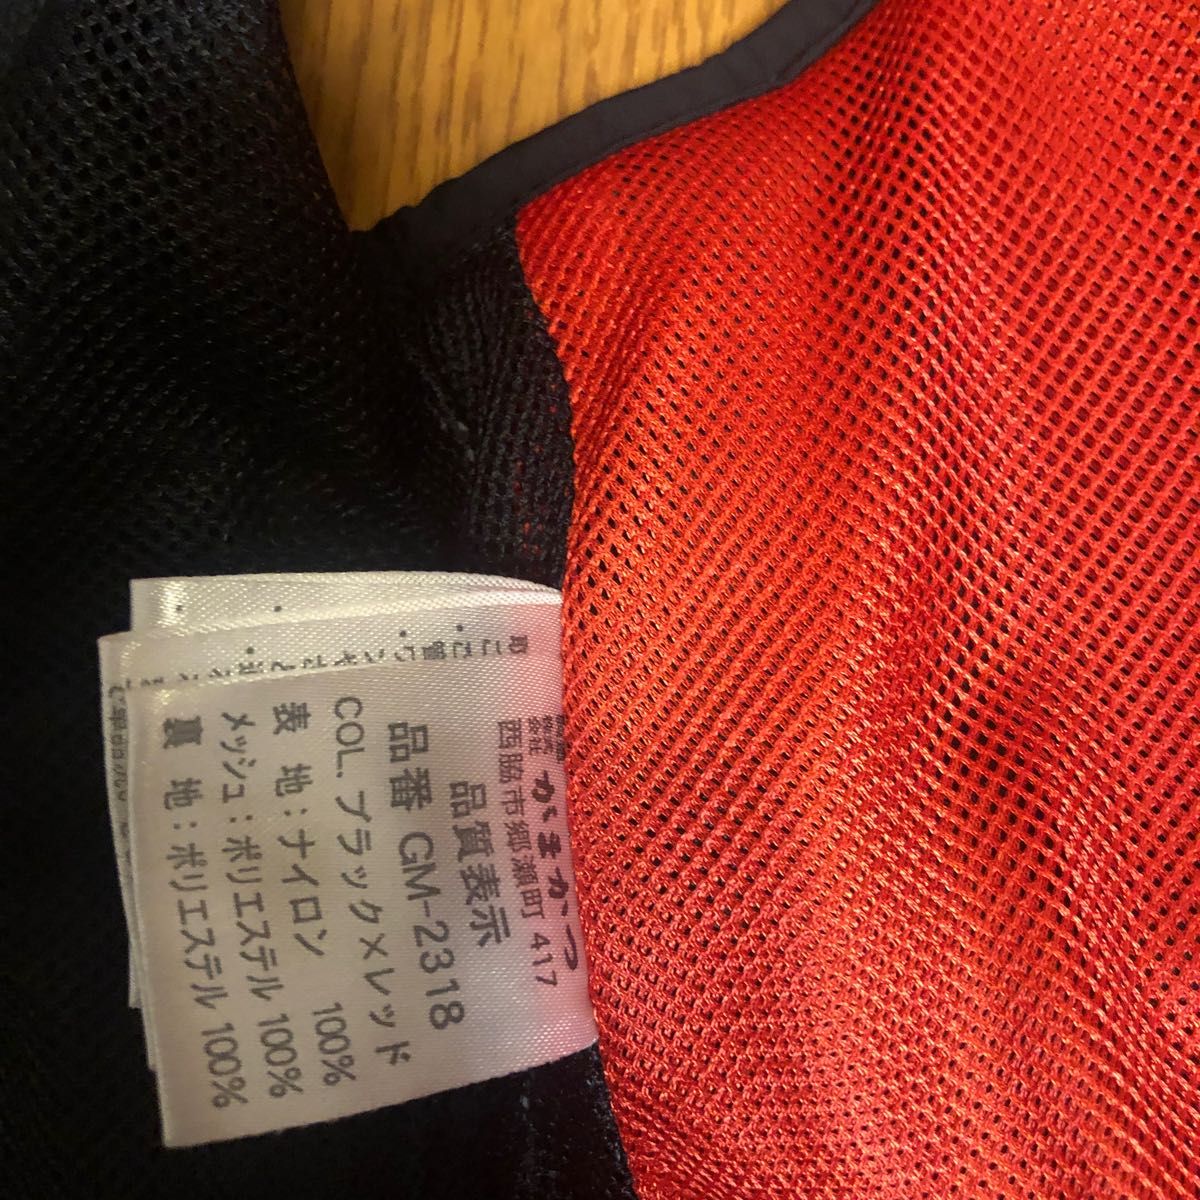 がまかつ
西脇市郷瀬町 417
品質表示
品番 GM-2318
COL. ブラック×レッド
表 地：ナイロン 100%
メッシュ：ポリエステル 100%
裏 地：ポリエステル 100%